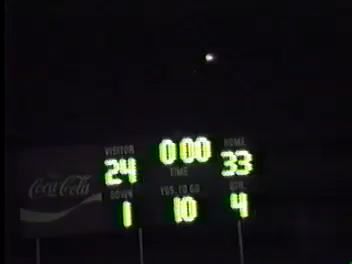 VISITOR 0:00 HOME
24 TIME 33
DOWN YDS. TO GO QTR.
1 10 4
Coca-Cola